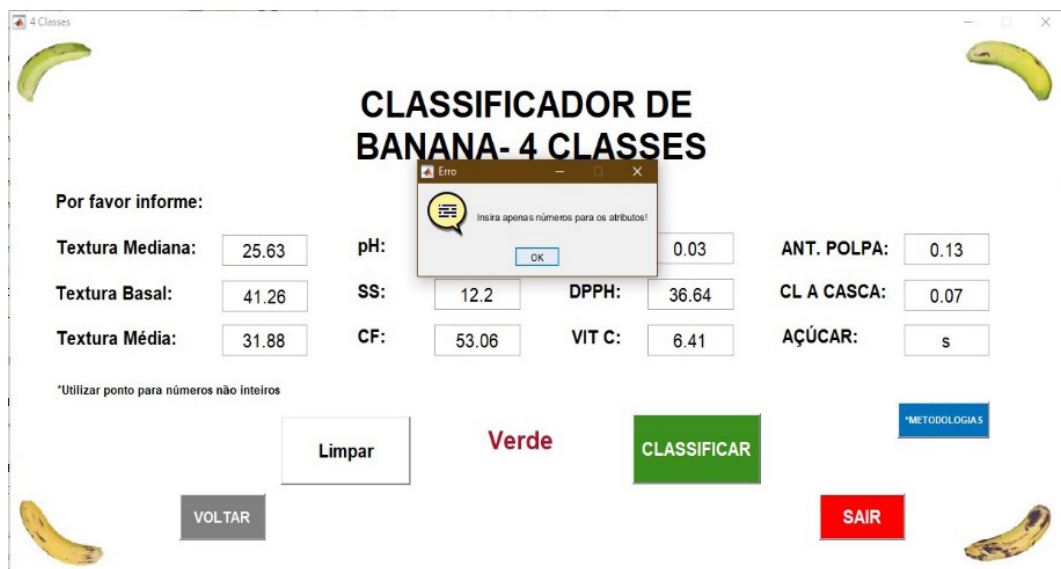 4 Classes
CLASSIFICADOR DE
BANANA- 4 CLASSES
Erro
Insira apenas números para os atributos!
OK
Por favor informe:
Textura Mediana: 25.63 pH: 0.03 ANT. POLPA: 0.13
Textura Basal: 41.26 SS: 12.2 DPPH: 36.64 CL A CASCA: 0.07
Textura Média: 31.88 CF: 53.06 VIT C: 6.41 AÇÚCAR: s
*Utilizar ponto para números não inteiros
*METODOLOGIAS
Limpar Verde CLASSIFICAR
VOLTAR SAIR